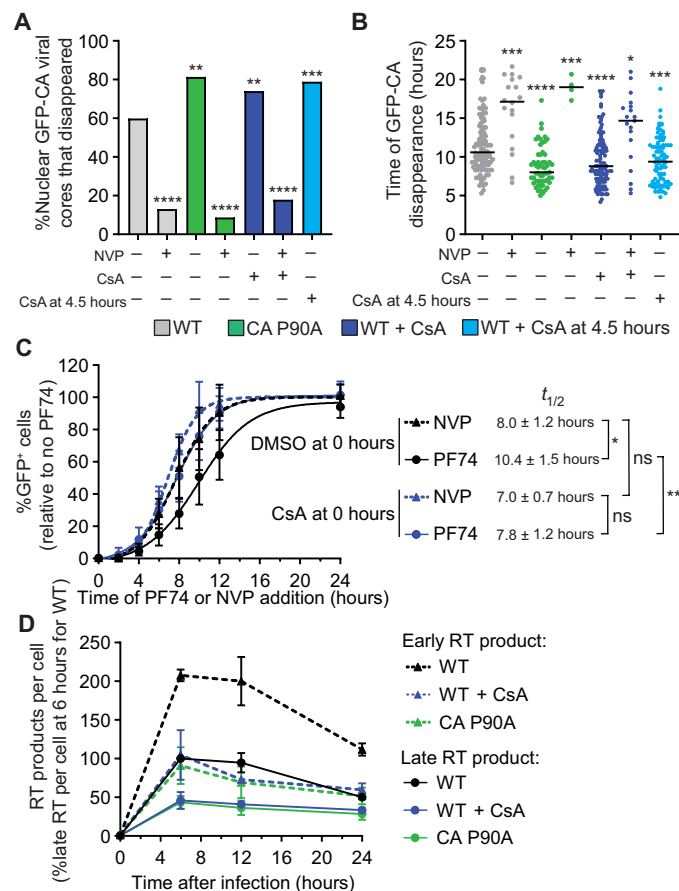 A
%Nuclear GFP-CA viral
cores that disappeared
100
80
60
40
20
0
** *** **
**** **** ****
NVP − + − + − + −
CsA − − − − + + −
CsA at 4.5 hours − − − − − − +
B
Time of GFP-CA
disappearance (hours)
25
20
15
10
5
0
*** **** *** **** * ***
NVP − + − + − + −
CsA − − − − + + −
CsA at 4.5 hours − − − − − − +
WT CA P90A WT + CsA WT + CsA at 4.5 hours
C
%GFP+ cells
(relative to no PF74)
120
100
80
60
40
20
0
0 4 8 12 16 20 24
Time of PF74 or NVP addition (hours)
t1/2
DMSO at 0 hours
NVP 8.0 ± 1.2 hours
PF74 10.4 ± 1.5 hours
CsA at 0 hours
NVP 7.0 ± 0.7 hours
PF74 7.8 ± 1.2 hours
*
ns
ns
**
D
RT products per cell
(%late RT per cell at 6 hours for WT)
250
200
150
100
50
0
0 4 8 12 16 20 24
Time after infection (hours)
Early RT product:
WT
WT + CsA
CA P90A
Late RT product:
WT
WT + CsA
CA P90A